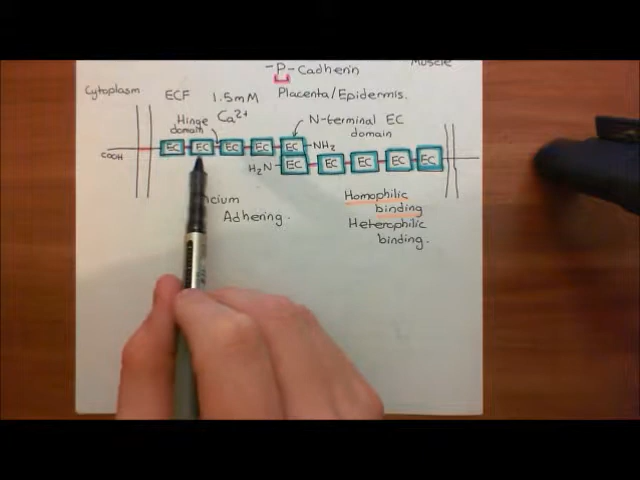 Muscle
-P-Cadherin
Cytoplasm ECF 1.5mM Placenta/Epidermis.
Hinge domain Ca2+ N-terminal EC domain
COOH EC EC EC EC EC NH2
H2N EC EC EC EC EC
cium Homophilic
Adhering. binding
Heterophilic
binding.